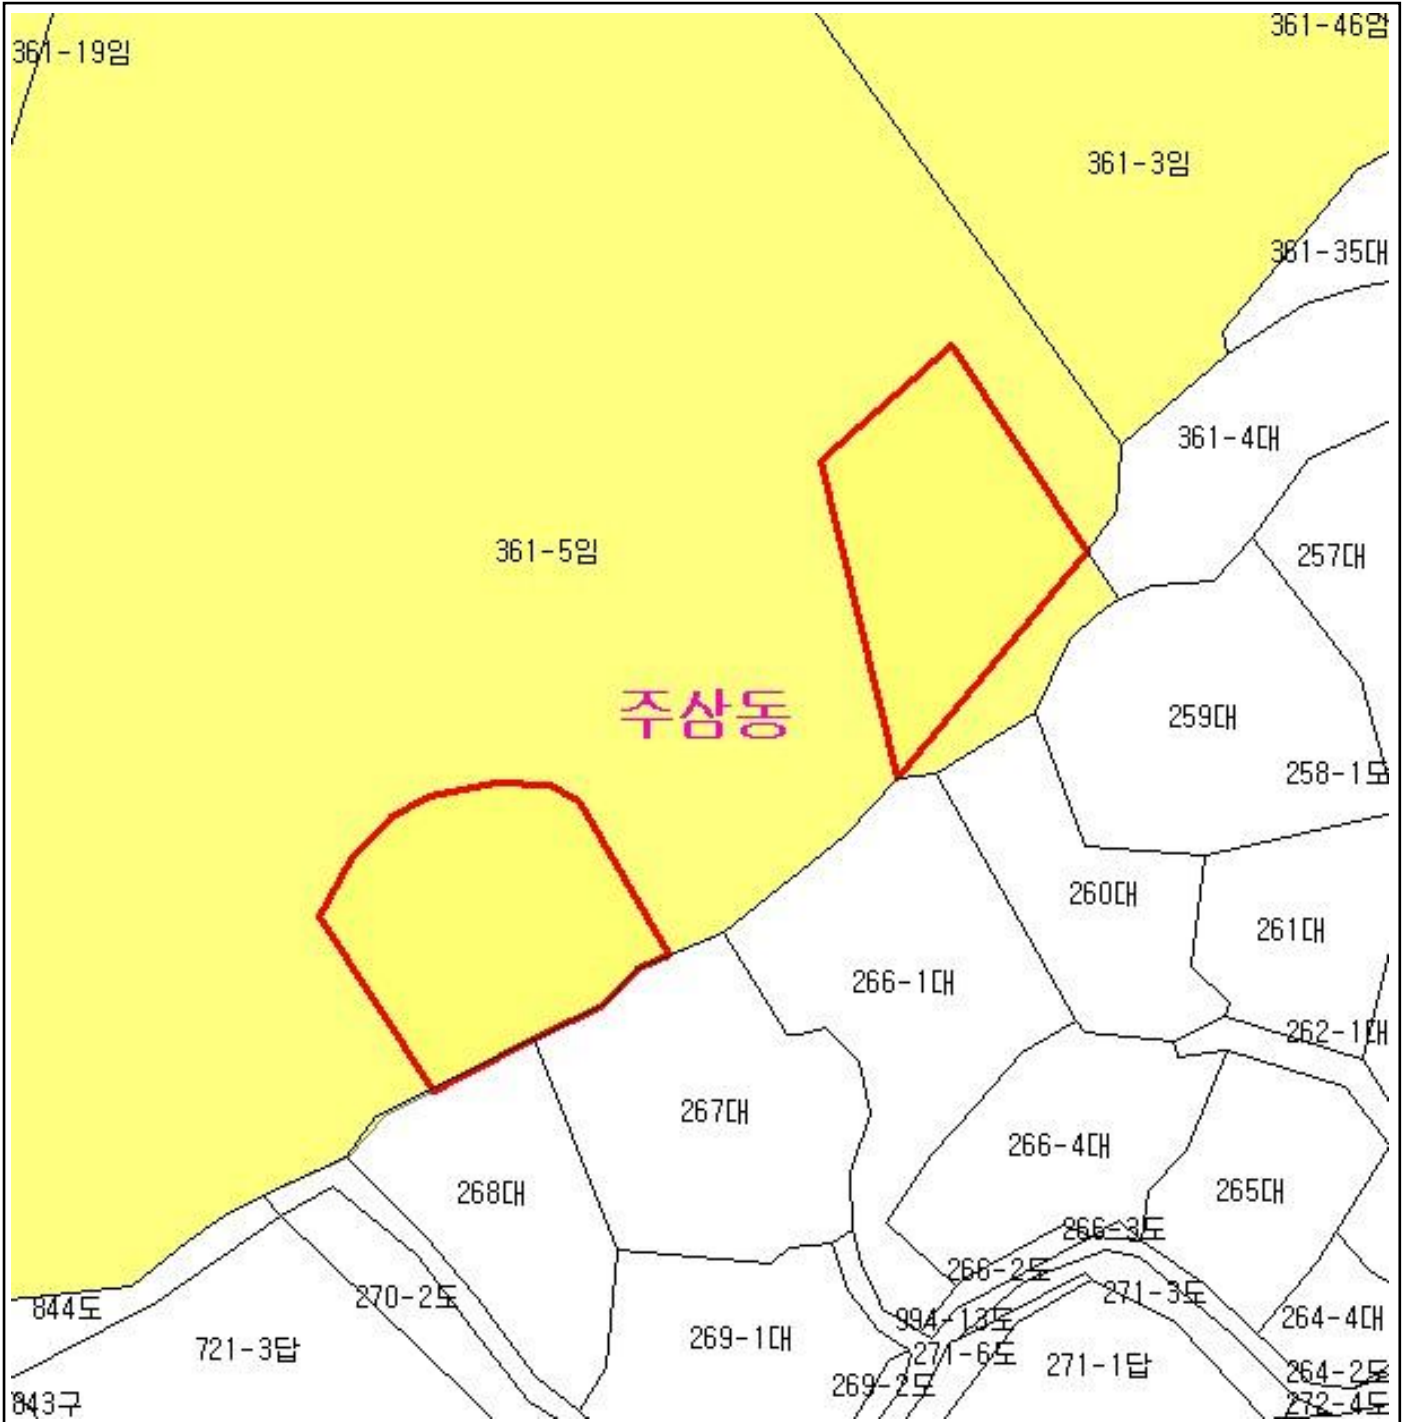 361-19임
361-46임
361-3임
361-35대
361-4대
361-5임
257대
주삼동
259대
258-1도
260대
261대
266-1대
262-1대
267대
266-4대
268대
265대
266-3도
266-2도
271-3도
270-2도
844도
994-13도
264-4대
721-3답
269-1대
271-6도
271-1답
264-2도
269-2도
843구
272-4도